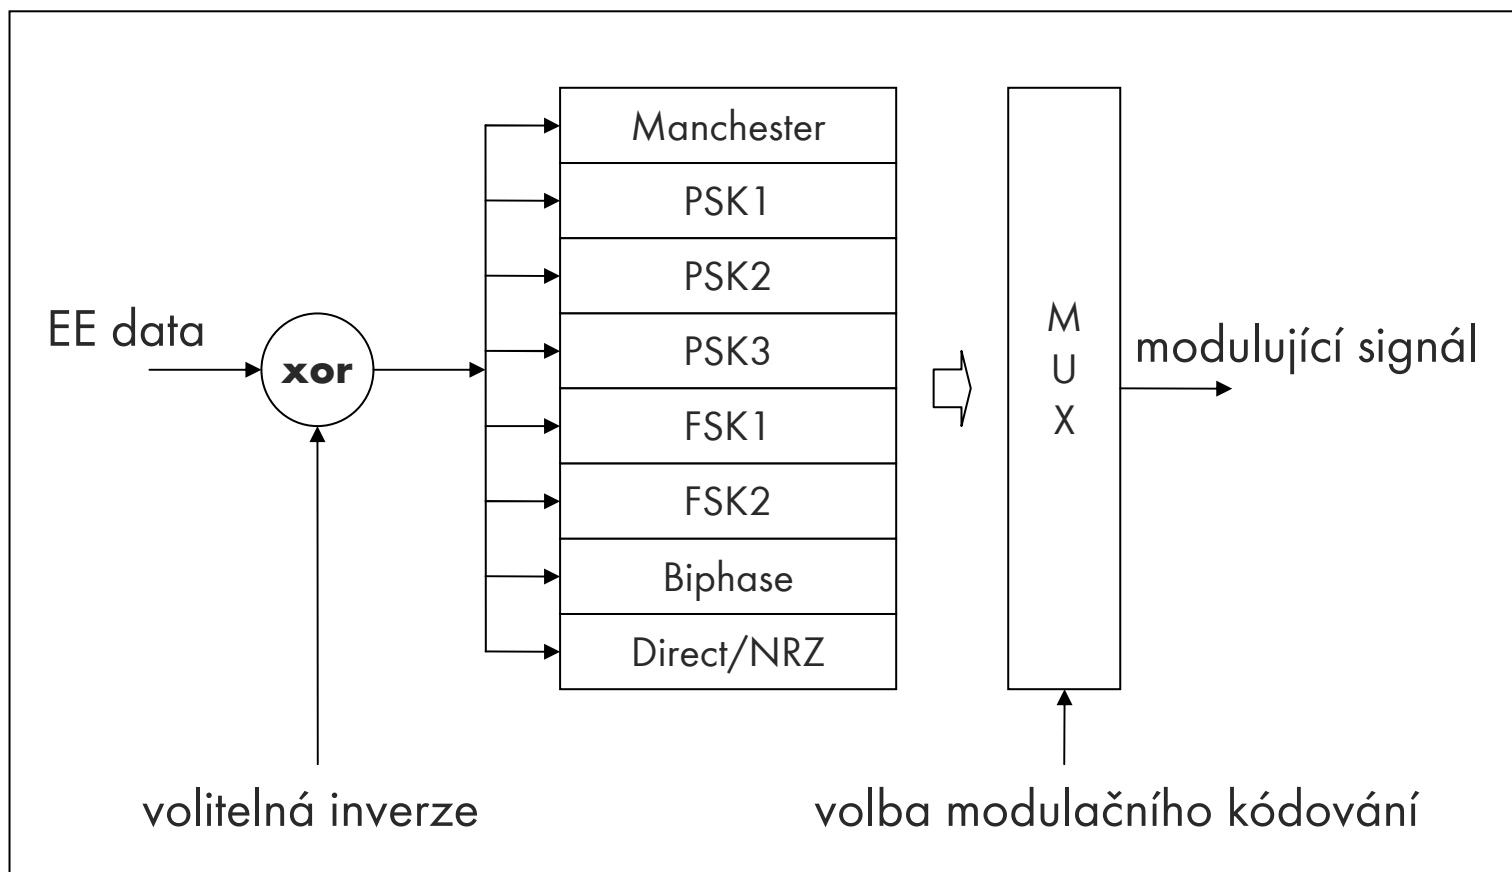 EE data
xor
volitelná inverze
Manchester
PSK1
PSK2
PSK3
FSK1
FSK2
Biphase
Direct/NRZ
M
U
X
modulující signál
volba modulačního kódování